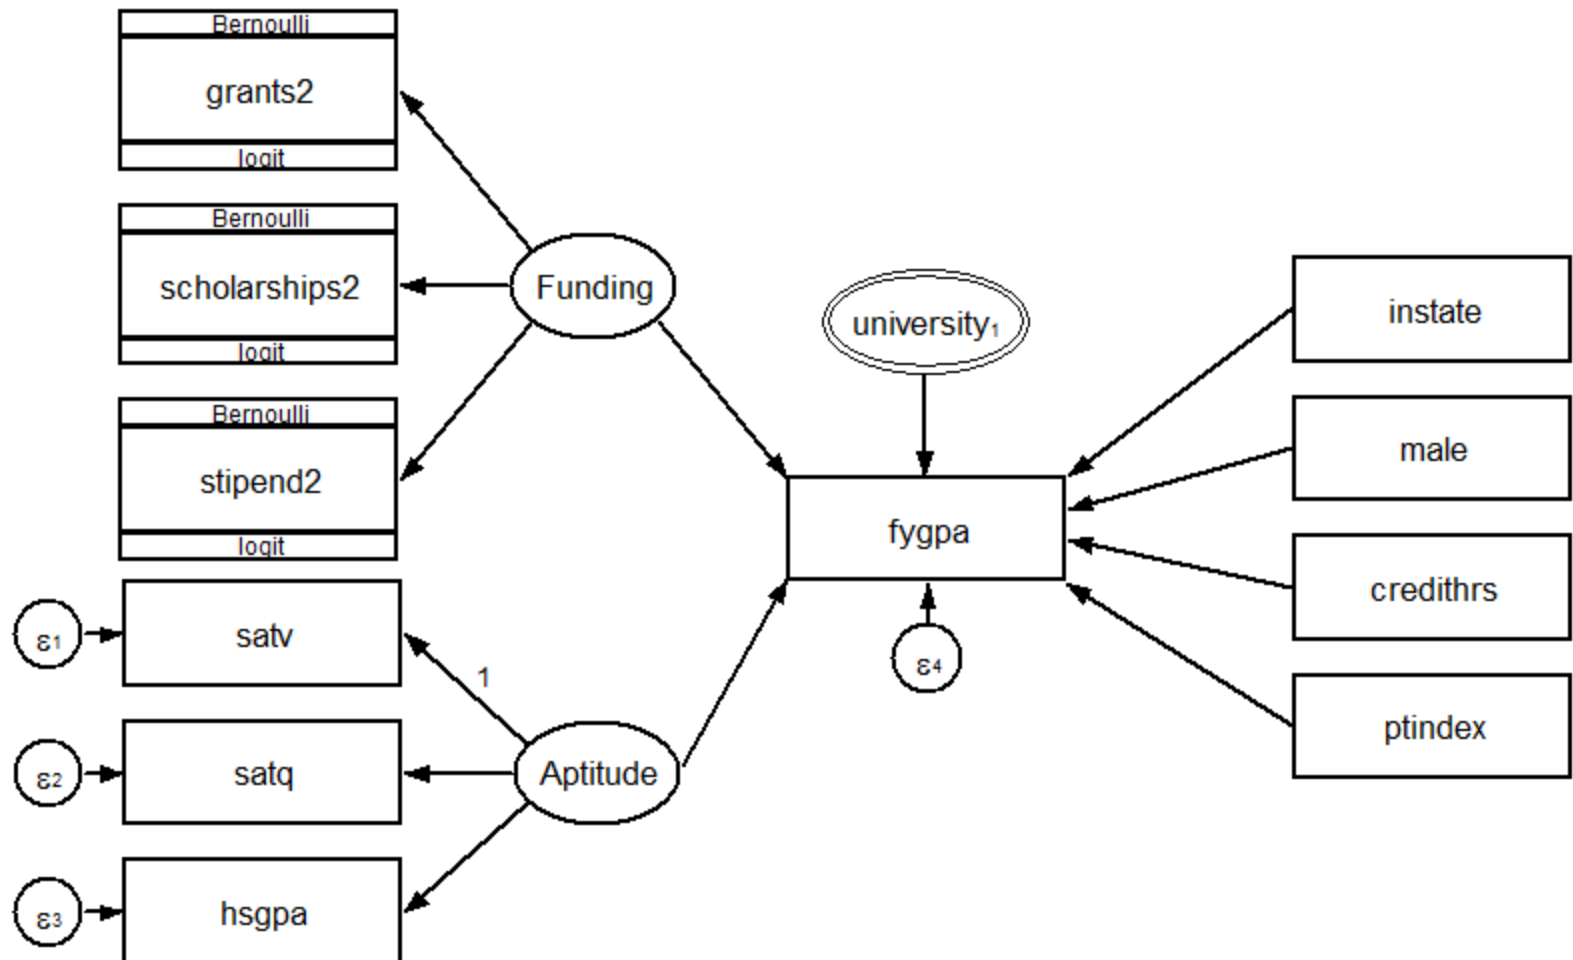 Bernoulli
grants2
logit
Bernoulli
scholarships2
logit
Bernoulli
stipend2
logit
ε1
satv
1
ε2
satq
ε3
hsgpa
Funding
Aptitude
university1
fygpa
ε4
instate
male
credithrs
ptindex